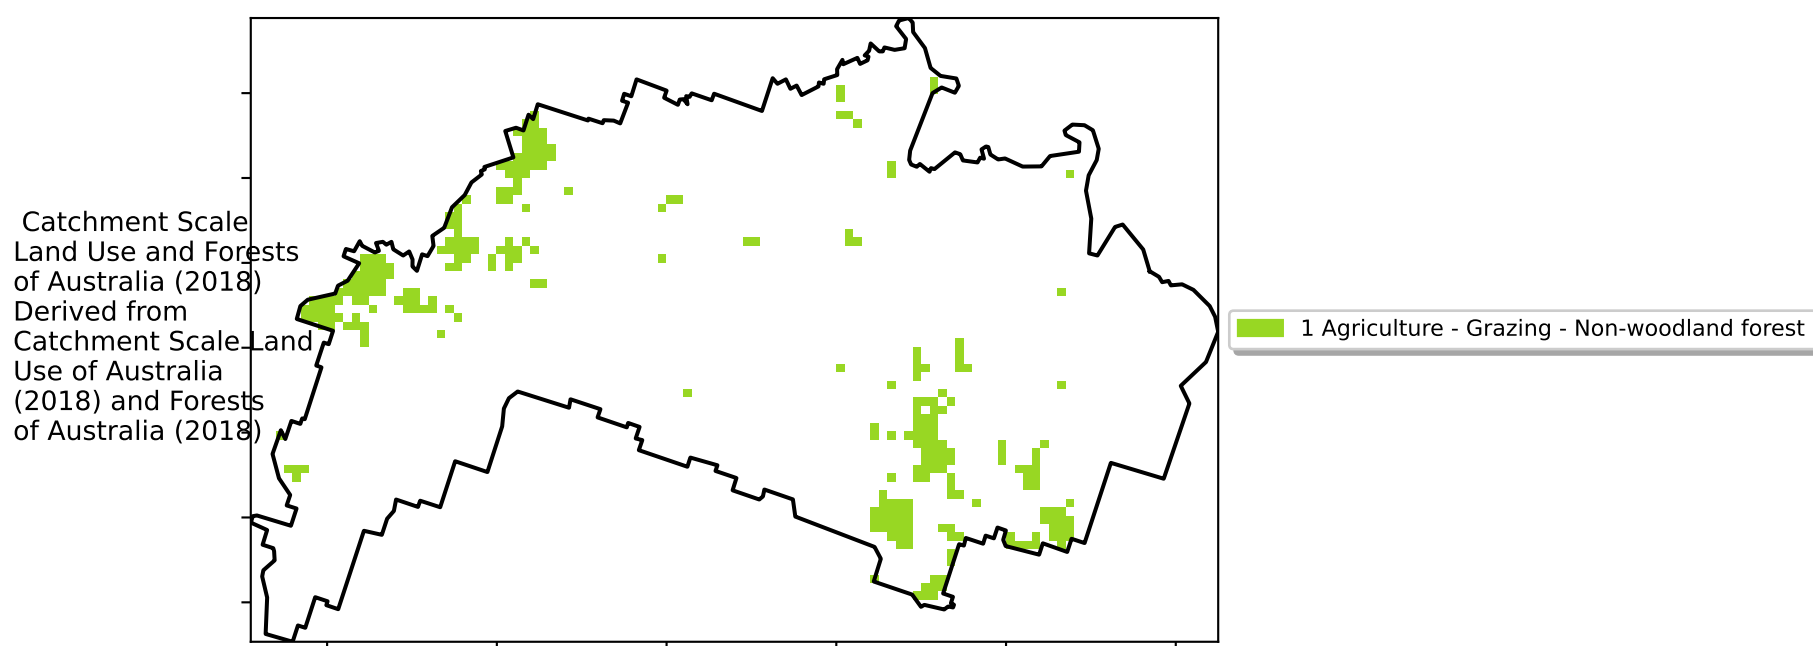 Catchment Scale
Land Use and Forests
of Australia (2018)
Derived from
Catchment Scale Land
Use of Australia
(2018) and Forests
of Australia (2018)
1 Agriculture - Grazing - Non-woodland forest